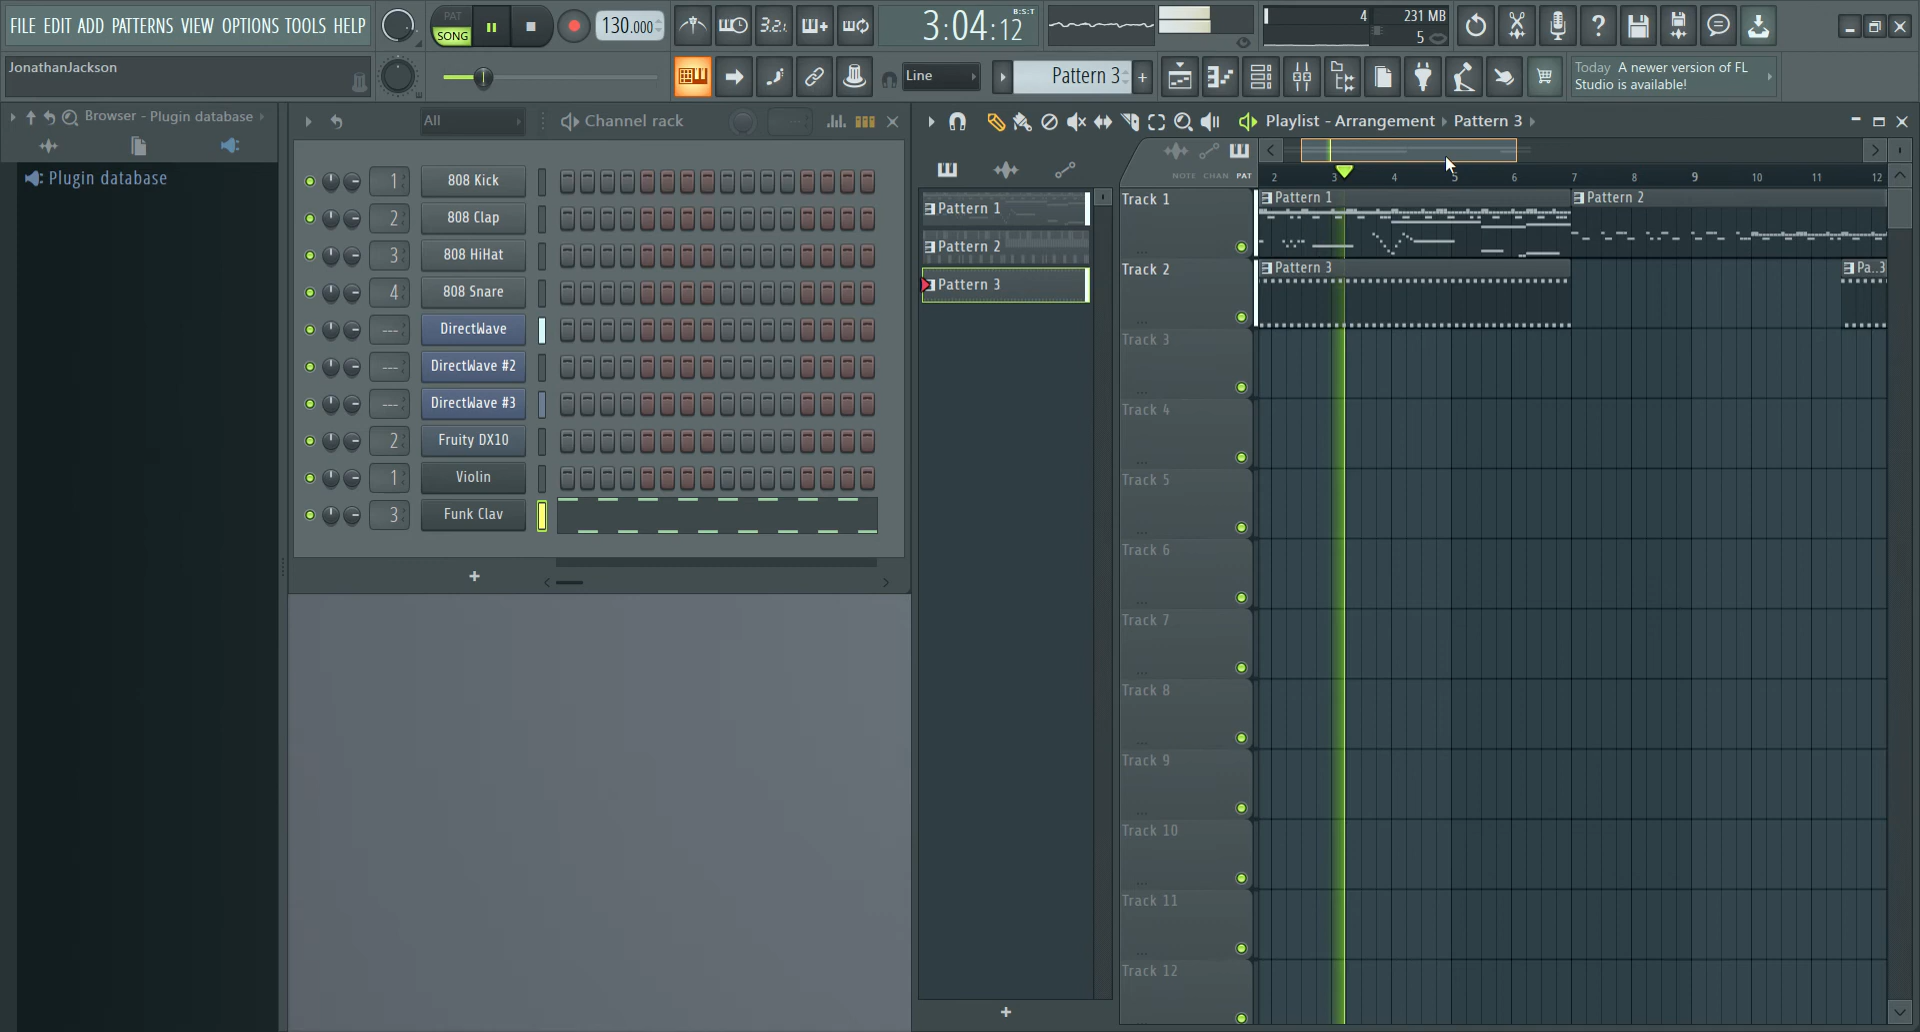 FILE EDIT ADD PATTERNS VIEW OPTIONS TOOLS HELP
PAT
SONG
130.000
3.2.
3:04:12
B:S:T
4
231 MB
5
JonathanJackson
Line
Pattern 3
Today A newer version of FL
Studio is available!
Browser - Plugin database
Plugin database
All
Channel rack
1 808 Kick
2 808 Clap
3 808 HiHat
4 808 Snare
--- DirectWave
--- DirectWave #2
--- DirectWave #3
2 Fruity DX10
1 Violin
3 Funk Clav
Playlist - Arrangement Pattern 3
NOTE CHAN PAT
2 3 4 5 6 7 8 9 10 11 12
Pattern 1
Pattern 2
Pattern 3
Track 1
Pattern 1
Pattern 2
Track 2
Pattern 3
Pa..3
Track 3
Track 4
Track 5
Track 6
Track 7
Track 8
Track 9
Track 10
Track 11
Track 12